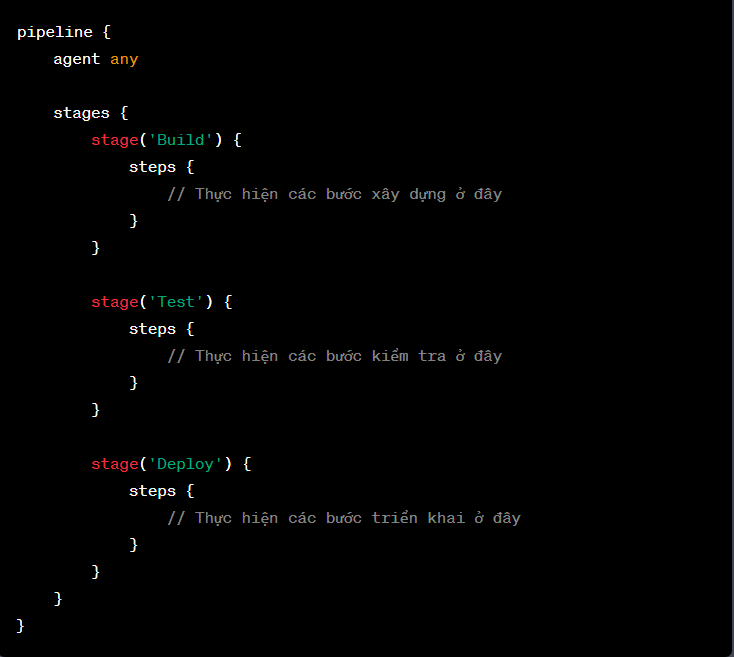 pipeline {
    agent any
    stages {
        stage('Build') {
            steps {
                // Thực hiện các bước xây dựng ở đây
            }
        }
        stage('Test') {
            steps {
                // Thực hiện các bước kiểm tra ở đây
            }
        }
        stage('Deploy') {
            steps {
                // Thực hiện các bước triển khai ở đây
            }
        }
    }
}